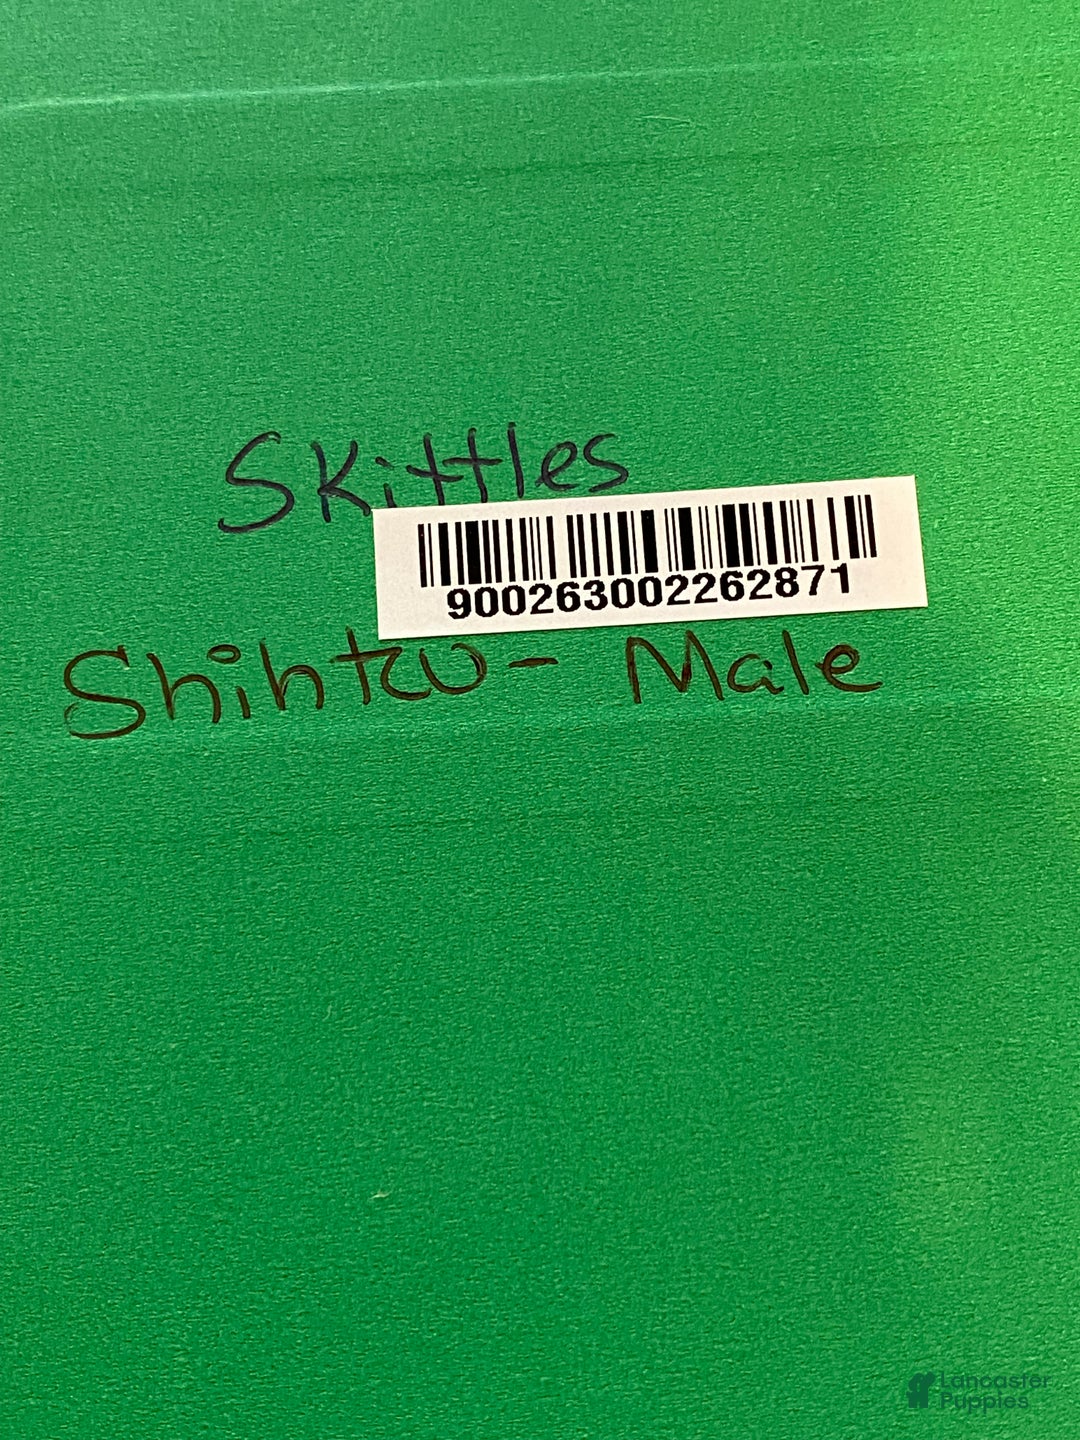 Skittles
900263002262871
Shihtzu - Male
Lancaster
Puppies